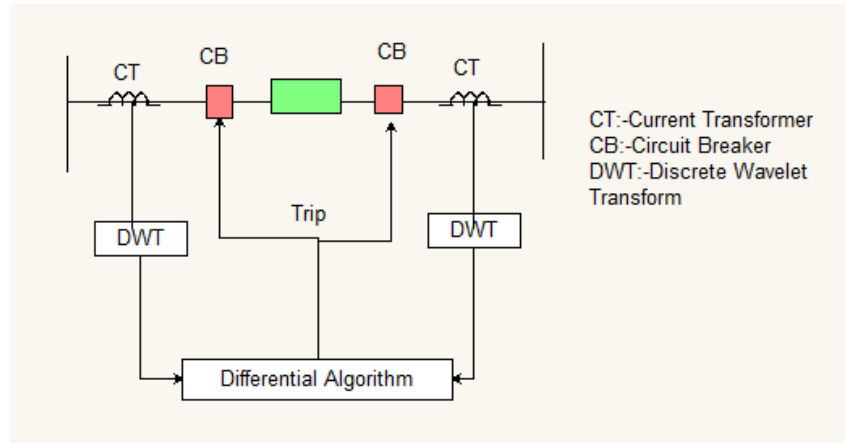 CT
CB
CB
CT
CT:-Current Transformer
CB:-Circuit Breaker
DWT:-Discrete Wavelet
Transform
Trip
DWT
DWT
Differential Algorithm